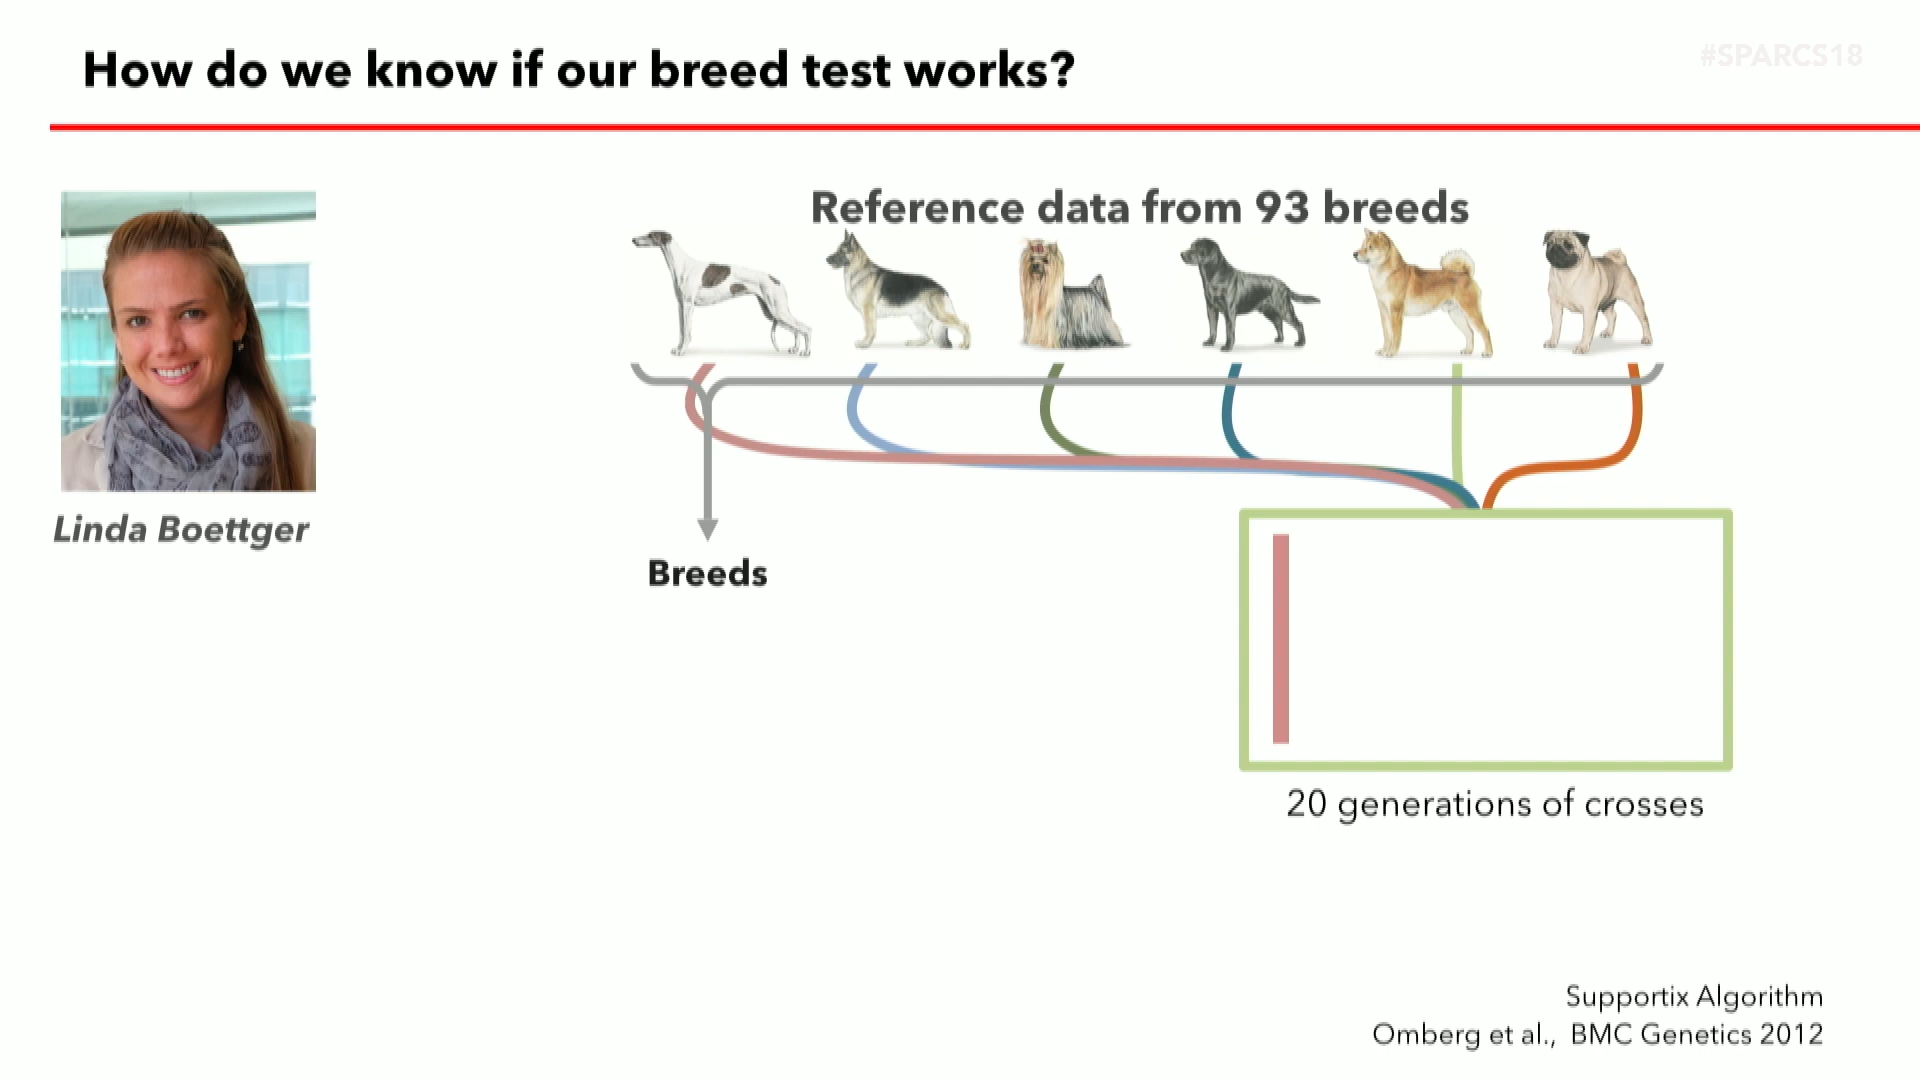 How do we know if our breed test works?
#SPARCS18
Reference data from 93 breeds
Linda Boettger
Breeds
20 generations of crosses
Supportix Algorithm
Omberg et al., BMC Genetics 2012